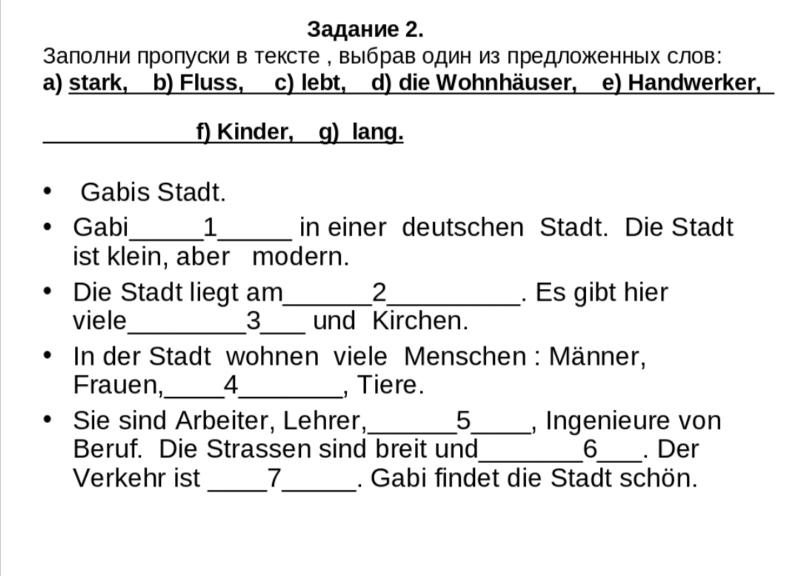 Задание 2.
Заполни пропуски в тексте , выбрав один из предложенных слов:
a) stark, b) Fluss, c) lebt, d) die Wohnhäuser, e) Handwerker,
f) Kinder, g) lang.
• Gabis Stadt.
• Gabi_____1_____ in einer deutschen Stadt. Die Stadt
ist klein, aber modern.
• Die Stadt liegt am______2_________. Es gibt hier
viele________3___ und Kirchen.
• In der Stadt wohnen viele Menschen : Männer,
Frauen,____4_______, Tiere.
• Sie sind Arbeiter, Lehrer,______5____, Ingenieure von
Beruf. Die Strassen sind breit und_______6___. Der
Verkehr ist ____7_____. Gabi findet die Stadt schön.